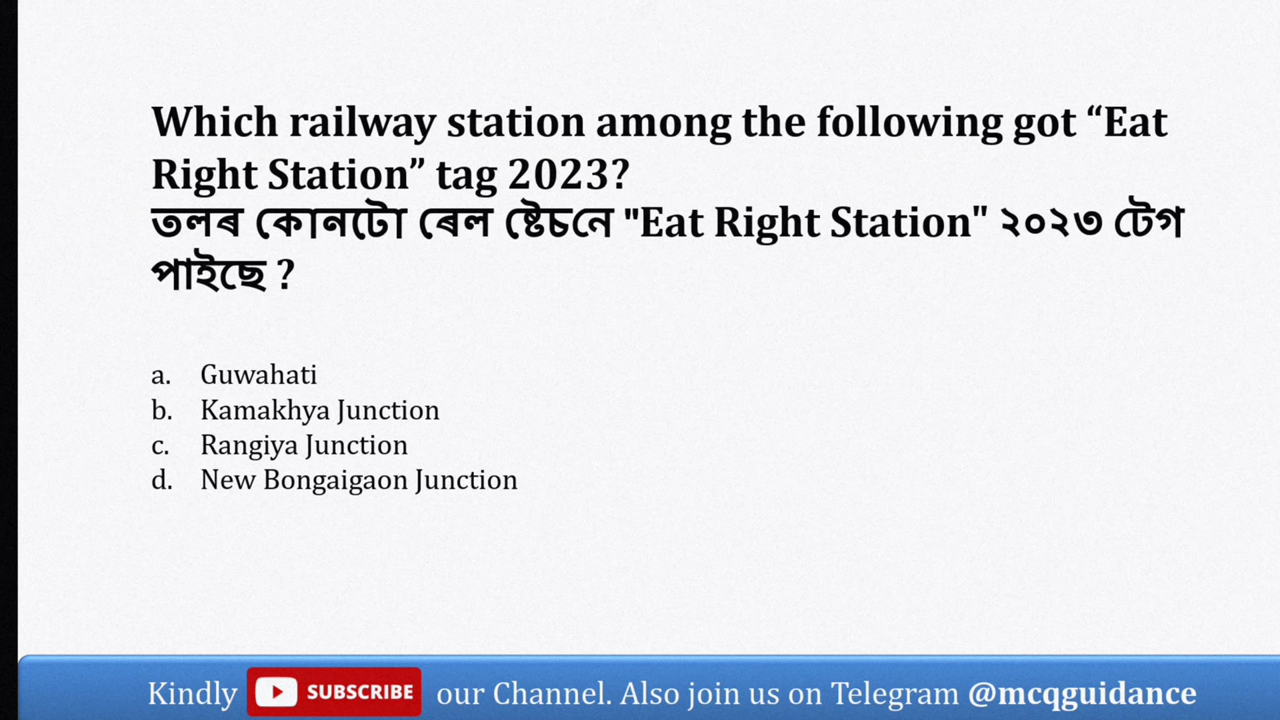 Which railway station among the following got “Eat
Right Station” tag 2023?
তলৰ কোনটো ৰেল ষ্টেচনে "Eat Right Station" ২০২৩ টেগ
পাইছে ?
a. Guwahati
b. Kamakhya Junction
c. Rangiya Junction
d. New Bongaigaon Junction
Kindly SUBSCRIBE our Channel. Also join us on Telegram @mcqguidance